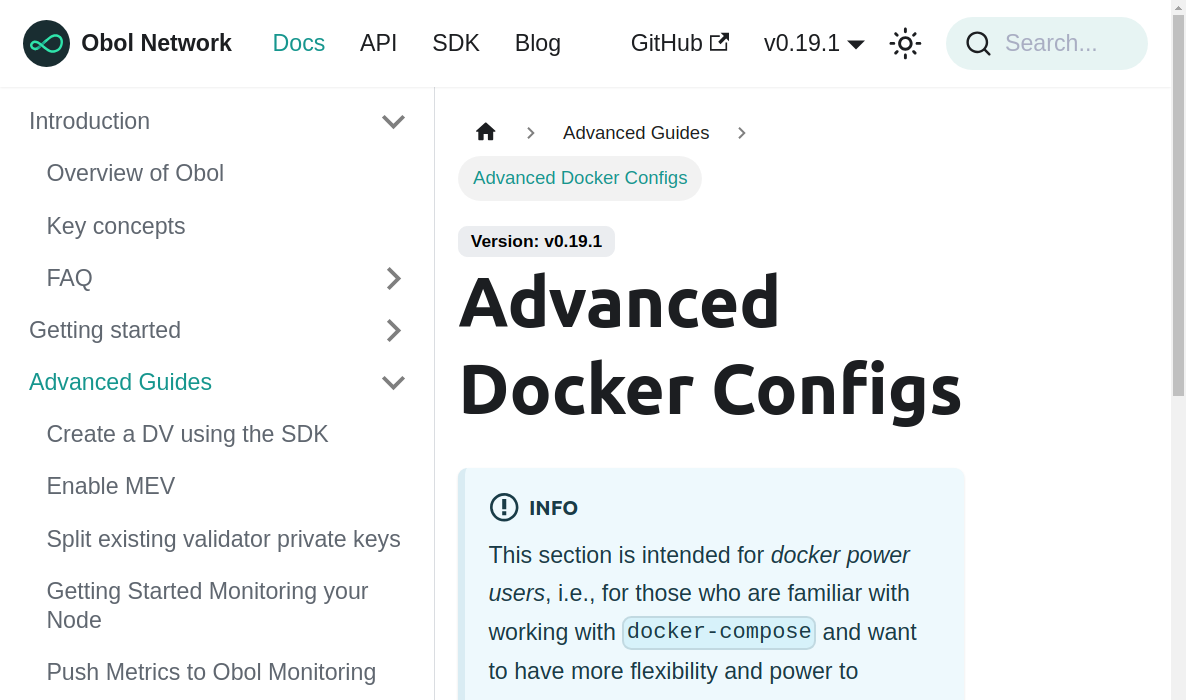 Obol Network Docs API SDK Blog GitHub v0.19.1 Search...
Introduction
Overview of Obol
Key concepts
FAQ
Getting started
Advanced Guides
Create a DV using the SDK
Enable MEV
Split existing validator private keys
Getting Started Monitoring your
Node
Push Metrics to Obol Monitoring
Advanced Guides
Advanced Docker Configs
Version: v0.19.1
Advanced
Docker Configs
INFO
This section is intended for docker power
users, i.e., for those who are familiar with
working with docker-compose and want
to have more flexibility and power to